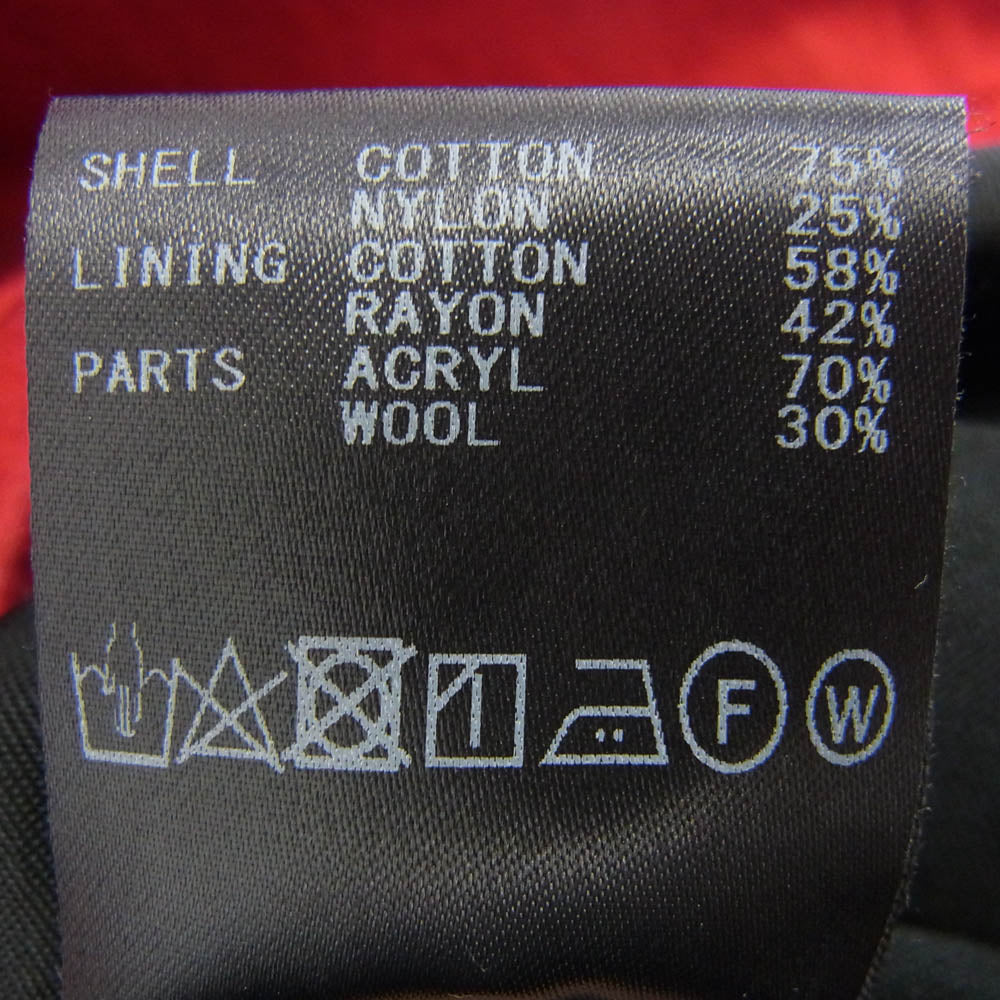 SHELL COTTON 75%
NYLON 25%
LINING COTTON 58%
RAYON 42%
PARTS ACRYL 70%
WOOL 30%
F W